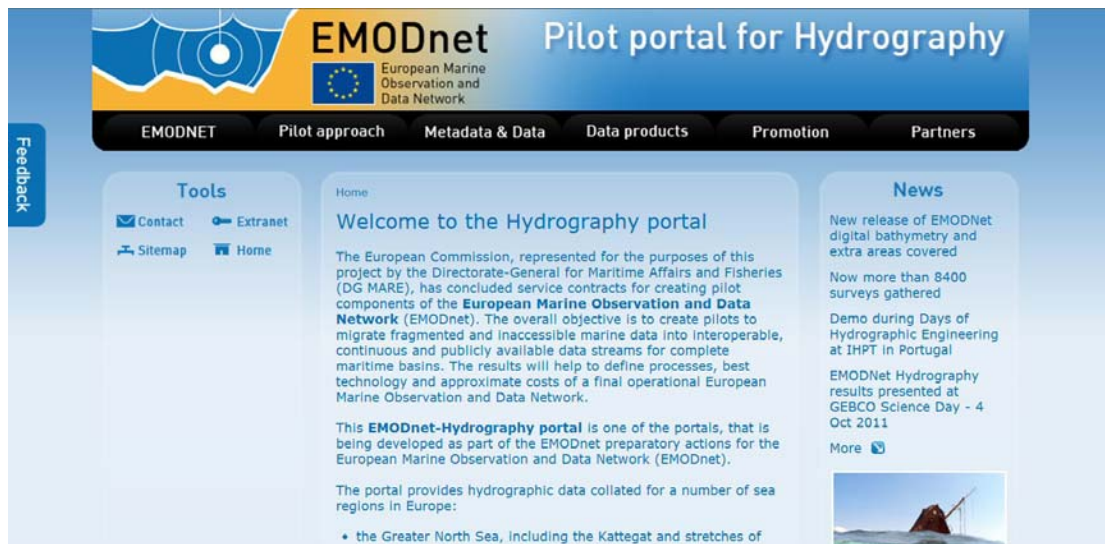 EMODnet
European Marine
Observation and
Data Network
Pilot portal for Hydrography
EMODNET
Pilot approach
Metadata & Data
Data products
Promotion
Partners
Feedback
Tools
Contact
Extranet
Sitemap
Home
Home
Welcome to the Hydrography portal
The European Commission, represented for the purposes of this
project by the Directorate-General for Maritime Affairs and Fisheries
(DG MARE), has concluded service contracts for creating pilot
components of the European Marine Observation and Data
Network (EMODnet). The overall objective is to create pilots to
migrate fragmented and inaccessible marine data into interoperable,
continuous and publicly available data streams for complete
maritime basins. The results will help to define processes, best
technology and approximate costs of a final operational European
Marine Observation and Data Network.
This EMODnet-Hydrography portal is one of the portals, that is
being developed as part of the EMODnet preparatory actions for the
European Marine Observation and Data Network (EMODnet).
The portal provides hydrographic data collated for a number of sea
regions in Europe:
• the Greater North Sea, including the Kattegat and stretches of
News
New release of EMODNet
digital bathymetry and
extra areas covered
Now more than 8400
surveys gathered
Demo during Days of
Hydrographic Engineering
at IHPT in Portugal
EMODNet Hydrography
results presented at
GEBCO Science Day - 4
Oct 2011
More